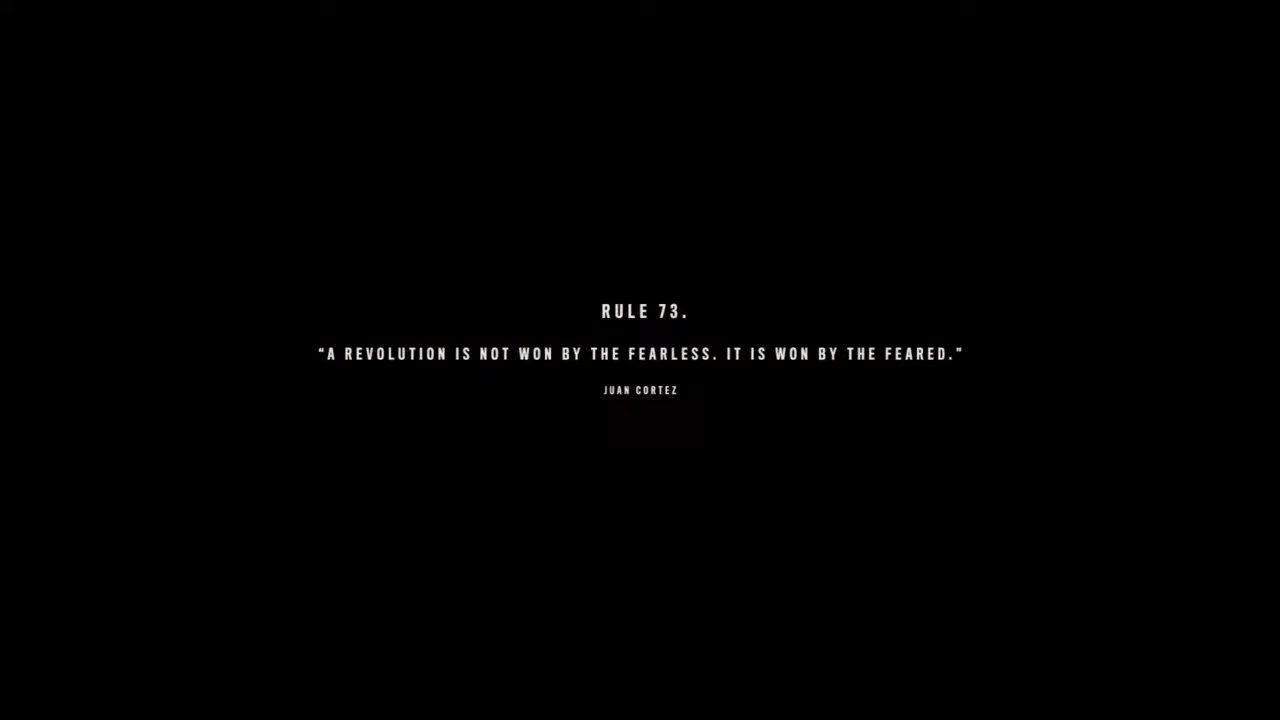 RULE 73.
“A REVOLUTION IS NOT WON BY THE FEARLESS. IT IS WON BY THE FEARED.”
JUAN CORTEZ